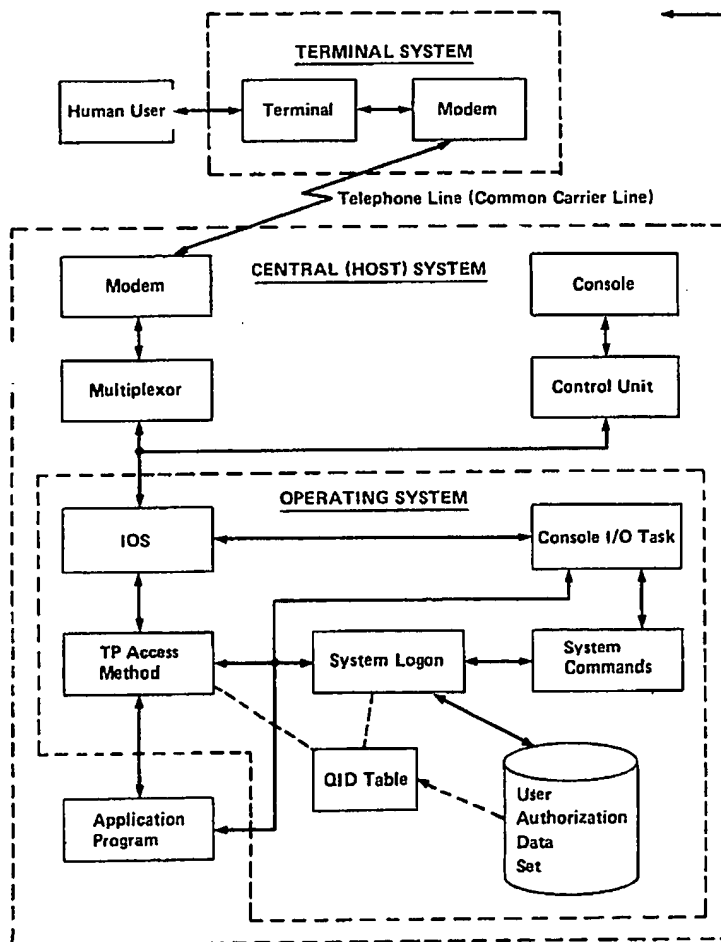 TERMINAL SYSTEM
Human User
Terminal
Modem
Telephone Line (Common Carrier Line)
CENTRAL (HOST) SYSTEM
Modem
Console
Multiplexor
Control Unit
OPERATING SYSTEM
IOS
Console I/O Task
TP Access
Method
System Logon
System
Commands
QID Table
User
Authorization
Data
Set
Application
Program